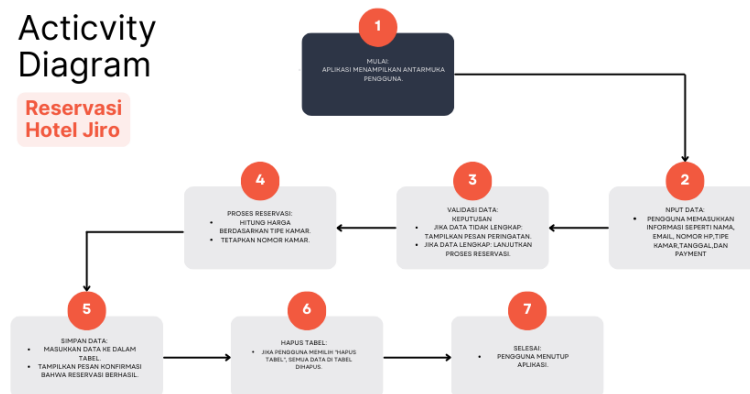 Acticvity
Diagram
Reservasi
Hotel Jiro
1
MULAI:
APLIKASI MENAMPILKAN ANTARMUKA
PENGGUNA.
4
PROSES RESERVASI:
• HITUNG HARGA
BERDASARKAN TIPE KAMAR.
• TETAPKAN NOMOR KAMAR.
3
VALIDASI DATA:
KEPUTUSAN
• JIKA DATA TIDAK LENGKAP:
TAMPILKAN PESAN PERINGATAN.
• JIKA DATA LENGKAP: LANJUTKAN
PROSES RESERVASI.
2
NPUT DATA:
• PENGGUNA MEMASUKKAN
INFORMASI SEPERTI NAMA,
EMAIL, NOMOR HP,TIPE
KAMAR,TANGGAL,DAN
PAYMENT
5
SIMPAN DATA:
• MASUKKAN DATA KE DALAM
TABEL.
• TAMPILKAN PESAN KONFIRMASI
BAHWA RESERVASI BERHASIL.
6
HAPUS TABEL:
• JIKA PENGGUNA MEMILIH "HAPUS
TABEL", SEMUA DATA DI TABEL
DIHAPUS.
7
SELESAI:
• PENGGUNA MENUTUP
APLIKASI.